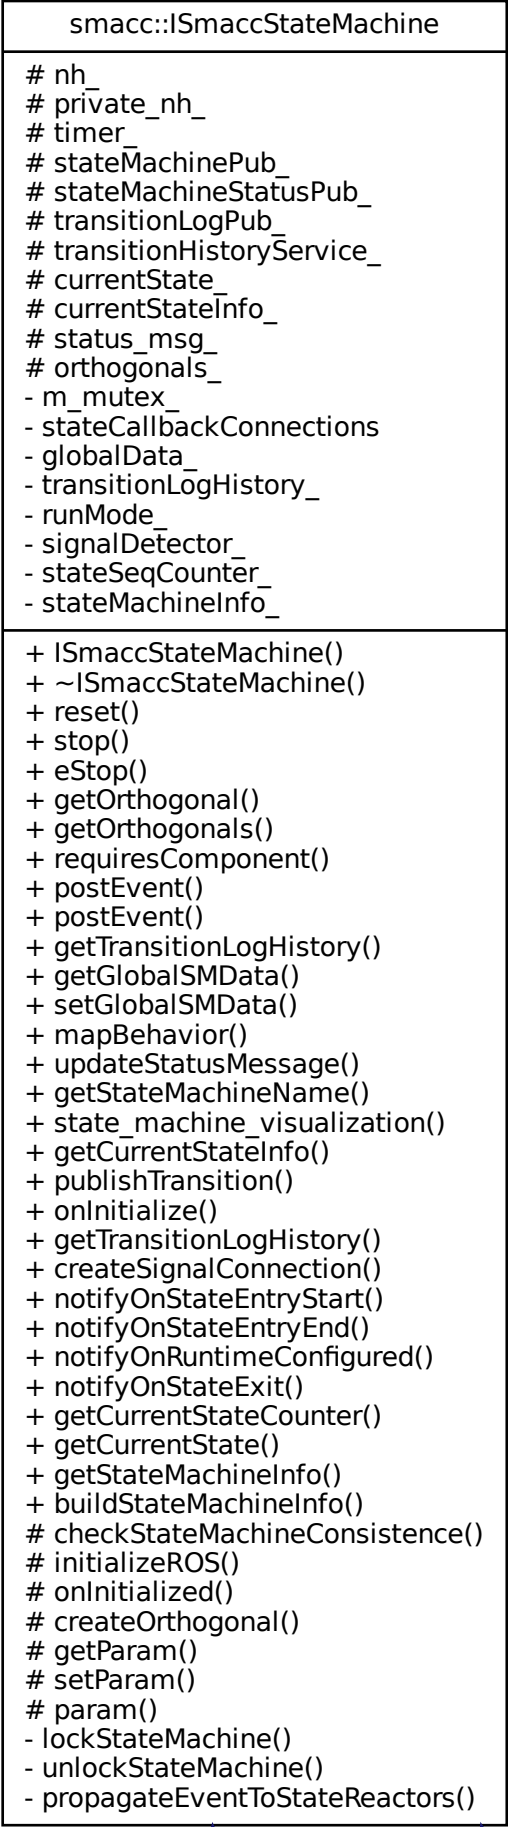 smacc::ISmaccStateMachine
# nh_
# private_nh_
# timer_
# stateMachinePub_
# stateMachineStatusPub_
# transitionLogPub_
# transitionHistoryService_
# currentState_
# currentStateInfo_
# status_msg_
# orthogonals_
- m_mutex_
- stateCallbackConnections
- globalData_
- transitionLogHistory_
- runMode_
- signalDetector_
- stateSeqCounter_
- stateMachineInfo_
+ ISmaccStateMachine()
+ ~ISmaccStateMachine()
+ reset()
+ stop()
+ eStop()
+ getOrthogonal()
+ getOrthogonals()
+ requiresComponent()
+ postEvent()
+ postEvent()
+ getTransitionLogHistory()
+ getGlobalSMData()
+ setGlobalSMData()
+ mapBehavior()
+ updateStatusMessage()
+ getStateMachineName()
+ state_machine_visualization()
+ getCurrentStateInfo()
+ publishTransition()
+ onInitialize()
+ getTransitionLogHistory()
+ createSignalConnection()
+ notifyOnStateEntryStart()
+ notifyOnStateEntryEnd()
+ notifyOnRuntimeConfigured()
+ notifyOnStateExit()
+ getCurrentStateCounter()
+ getCurrentState()
+ getStateMachineInfo()
+ buildStateMachineInfo()
# checkStateMachineConsistence()
# initializeROS()
# onInitialized()
# createOrthogonal()
# getParam()
# setParam()
# param()
- lockStateMachine()
- unlockStateMachine()
- propagateEventToStateReactors()